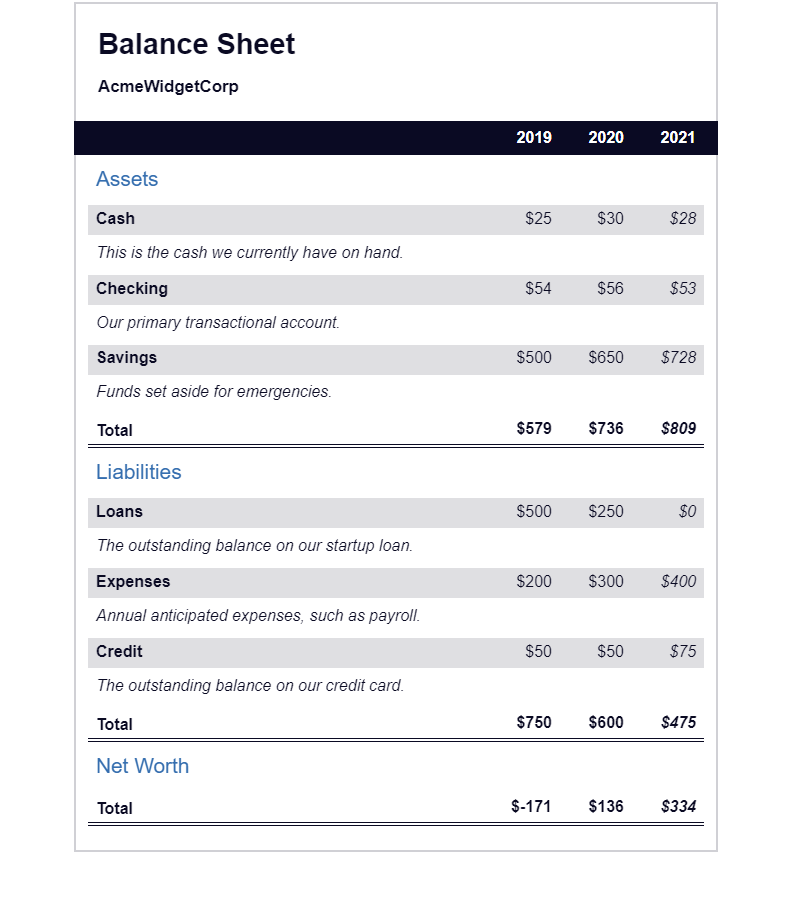 Balance Sheet
AcmeWidgetCorp
2019 2020 2021
Assets
Cash $25 $30 $28
This is the cash we currently have on hand.
Checking $54 $56 $53
Our primary transactional account.
Savings $500 $650 $728
Funds set aside for emergencies.
Total $579 $736 $809
Liabilities
Loans $500 $250 $0
The outstanding balance on our startup loan.
Expenses $200 $300 $400
Annual anticipated expenses, such as payroll.
Credit $50 $50 $75
The outstanding balance on our credit card.
Total $750 $600 $475
Net Worth
Total $-171 $136 $334